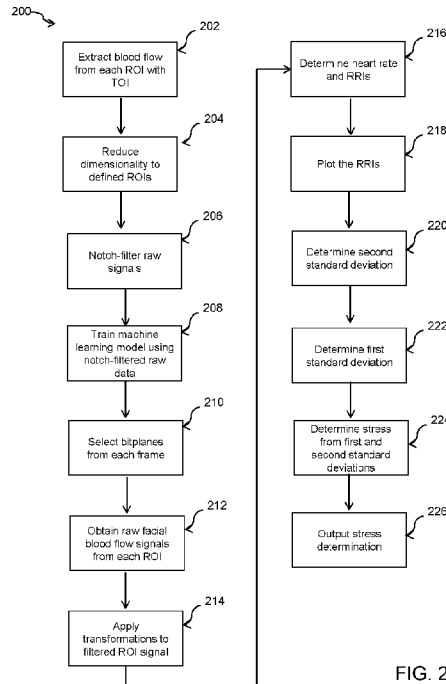 200
202
Extract blood flow
from each ROI with
TOI
204
Reduce
dimensionality to
defined ROIs
206
Notch-filter raw
signals
208
Train machine
learning model using
notch-filtered raw
data
210
Select bitplanes
from each frame
212
Obtain raw facial
blood flow signals
from each ROI
214
Apply
transformations to
filtered ROI signal
216
Determine heart rate
and RRIs
218
Plot the RRIs
220
Determine second
standard deviation
222
Determine first
standard deviation
224
Determine stress
from first and
second standard
deviations
226
Output stress
determination
FIG. 2